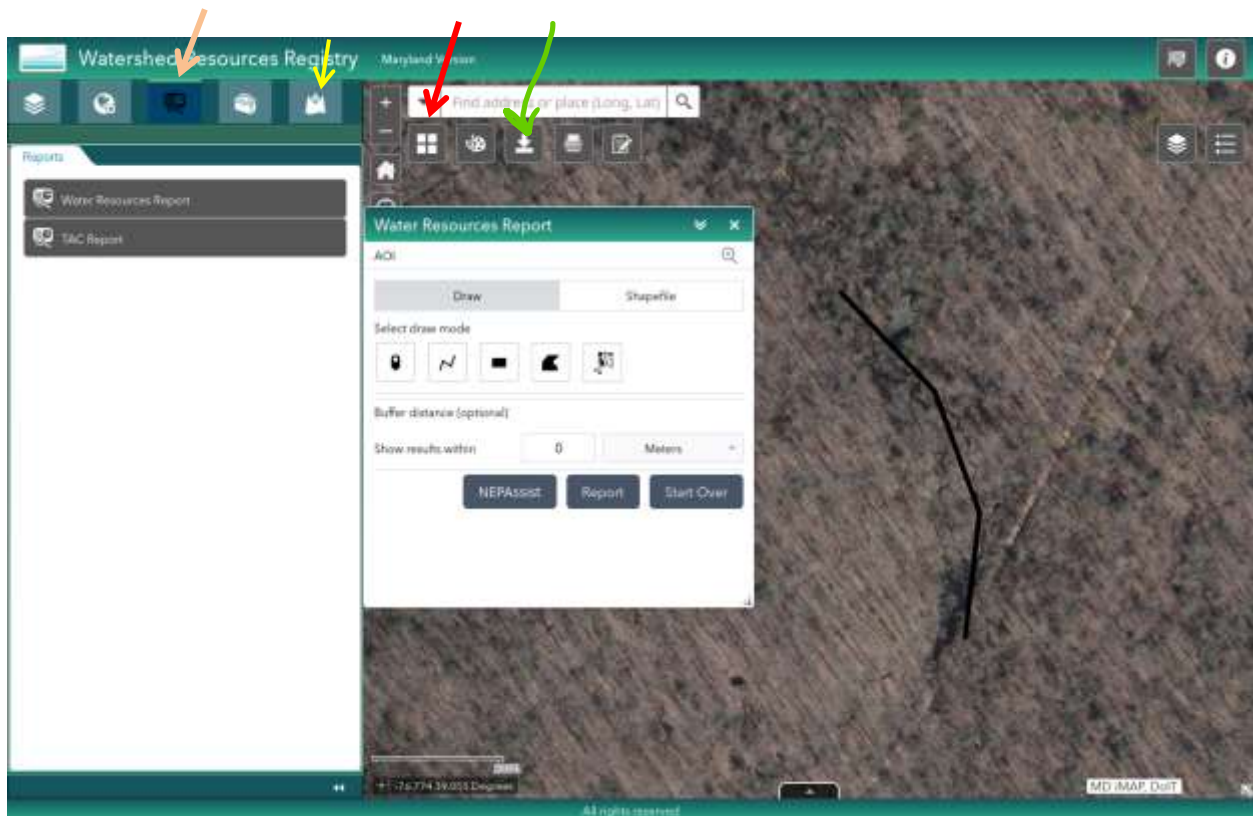 Watershed Resources Registry Maryland Version
Find address or place (Long, Lat)
Reports
Water Resources Report
TAC Report
Water Resources Report
AOI
Draw Shapefile
Select draw mode
Buffer distance (optional)
Show results within 0 Meters
NEPAssist Report Start Over
Degrees
MD iMAP, DoIT
All rights reserved